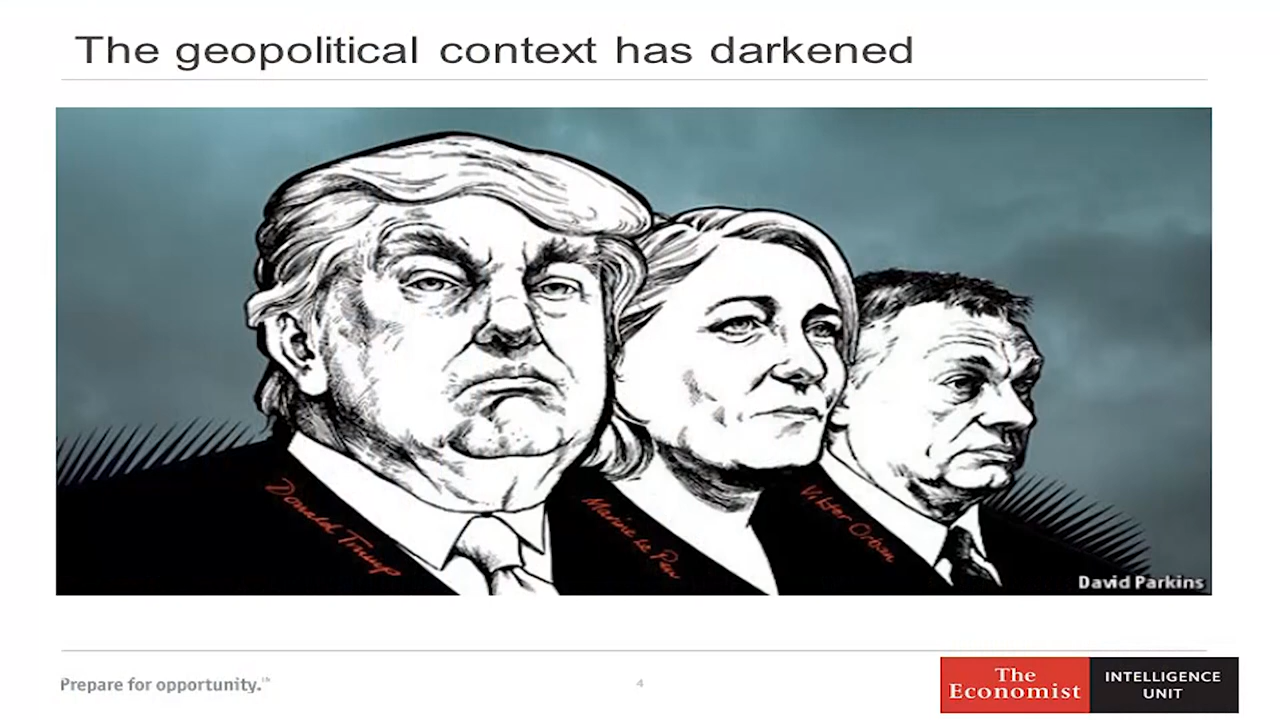 The geopolitical context has darkened
Donald Trump
Marine Le Pen
Viktor Orban
David Parkins
Prepare for opportunity.
4
The
Economist
INTELLIGENCE
UNIT